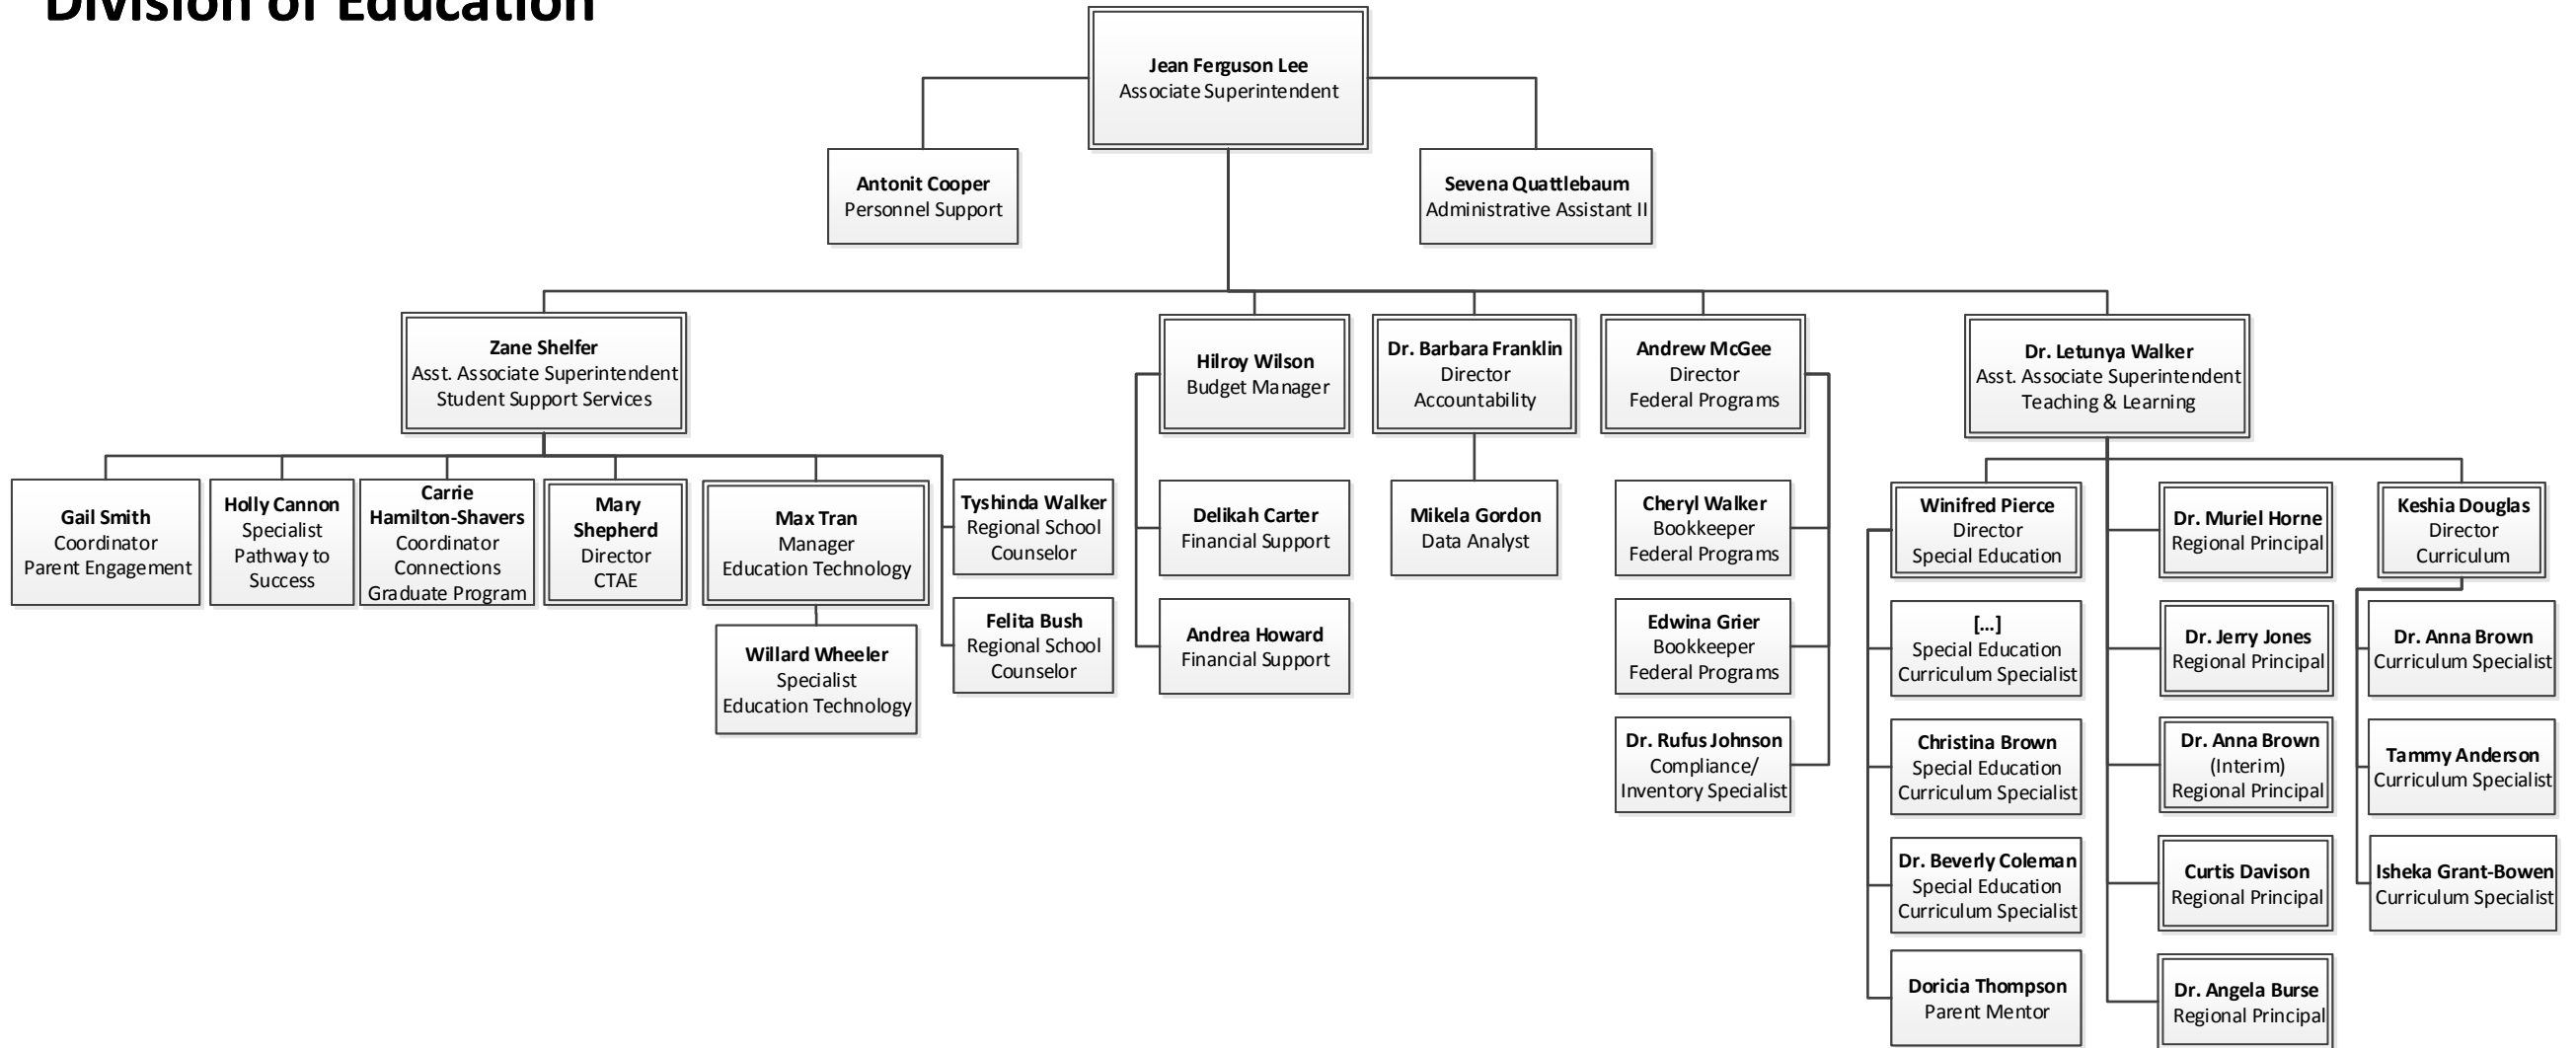 Division of Education
Jean Ferguson Lee
Associate Superintendent
Antonit Cooper
Personnel Support
Sevena Quattlebaum
Administrative Assistant II
Zane Shelfer
Asst. Associate Superintendent
Student Support Services
Hilroy Wilson
Budget Manager
Dr. Barbara Franklin
Director
Accountability
Andrew McGee
Director
Federal Programs
Dr. Letunya Walker
Asst. Associate Superintendent
Teaching & Learning
Gail Smith
Coordinator
Parent Engagement
Holly Cannon
Specialist
Pathway to
Success
Carrie
Hamilton-Shavers
Coordinator
Connections
Graduate Program
Mary
Shepherd
Director
CTAE
Max Tran
Manager
Education Technology
Willard Wheeler
Specialist
Education Technology
Tyshinda Walker
Regional School
Counselor
Felita Bush
Regional School
Counselor
Delikah Carter
Financial Support
Andrea Howard
Financial Support
Mikela Gordon
Data Analyst
Cheryl Walker
Bookkeeper
Federal Programs
Edwina Grier
Bookkeeper
Federal Programs
Dr. Rufus Johnson
Compliance/
Inventory Specialist
Winifred Pierce
Director
Special Education
[...]
Special Education
Curriculum Specialist
Christina Brown
Special Education
Curriculum Specialist
Dr. Beverly Coleman
Special Education
Curriculum Specialist
Doricia Thompson
Parent Mentor
Dr. Muriel Horne
Regional Principal
Dr. Jerry Jones
Regional Principal
Dr. Anna Brown
(Interim)
Regional Principal
Curtis Davison
Regional Principal
Dr. Angela Burse
Regional Principal
Keshia Douglas
Director
Curriculum
Dr. Anna Brown
Curriculum Specialist
Tammy Anderson
Curriculum Specialist
Isheka Grant-Bowen
Curriculum Specialist